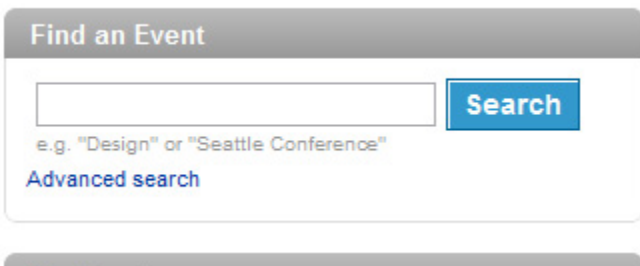 Find an Event
Search
e.g. "Design" or "Seattle Conference"
Advanced search